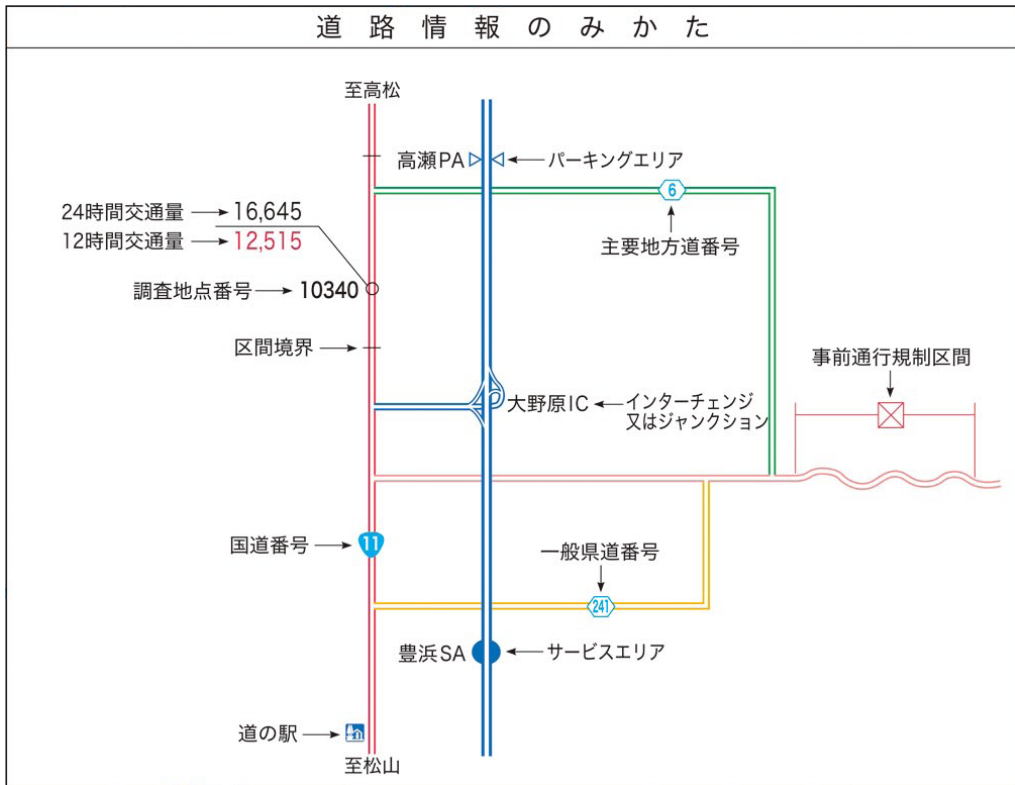 道路情報のみかた
至高松
高瀬PA
パーキングエリア
6
主要地方道番号
24時間交通量
16,645
12時間交通量
12,515
調査地点番号
10340
区間境界
事前通行規制区間
大野原IC
インターチェンジ
又はジャンクション
国道番号
11
一般県道番号
241
豊浜SA
サービスエリア
道の駅
至松山